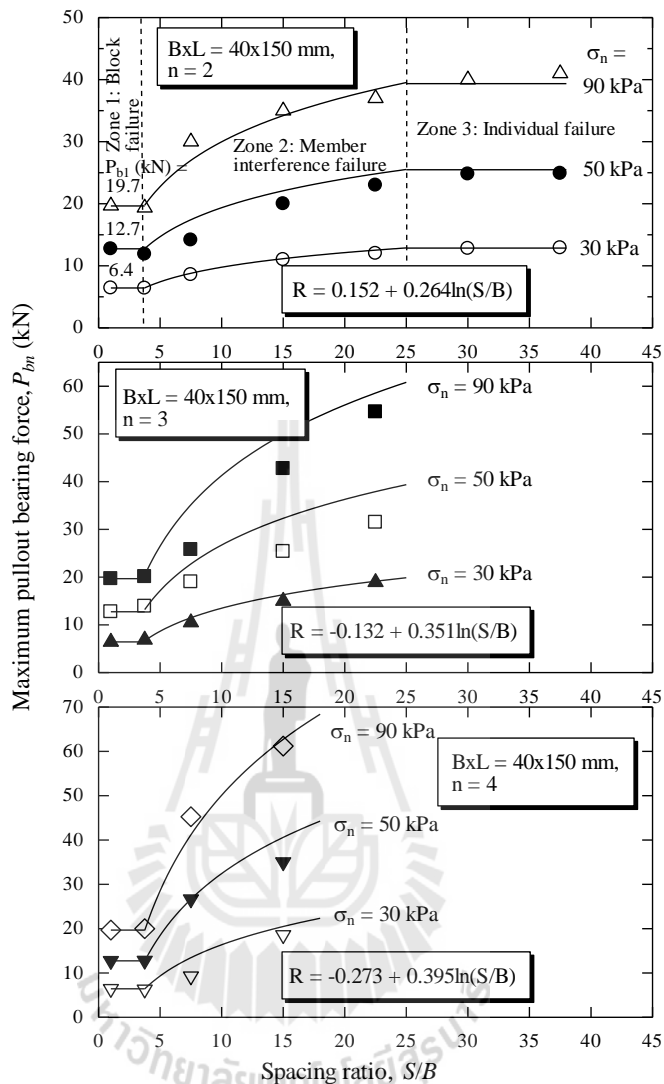 Maximum pullout bearing force, P_bn (kN)
50
40
30
20
10
0
Zone 1: Block
failure
BxL = 40x150 mm,
n = 2
σn =
90 kPa
Zone 2: Member
interference failure
Zone 3: Individual failure
Pb1 (kN) =
19.7
50 kPa
12.7
6.4
30 kPa
R = 0.152 + 0.264ln(S/B)
0 5 10 15 20 25 30 35 40 45
60
50
40
30
20
10
0
BxL = 40x150 mm,
n = 3
σn = 90 kPa
σn = 50 kPa
σn = 30 kPa
R = -0.132 + 0.351ln(S/B)
0 5 10 15 20 25 30 35 40 45
70
60
50
40
30
20
10
0
σn = 90 kPa
BxL = 40x150 mm,
n = 4
σn = 50 kPa
σn = 30 kPa
R = -0.273 + 0.395ln(S/B)
0 5 10 15 20 25 30 35 40 45
Spacing ratio, S/B